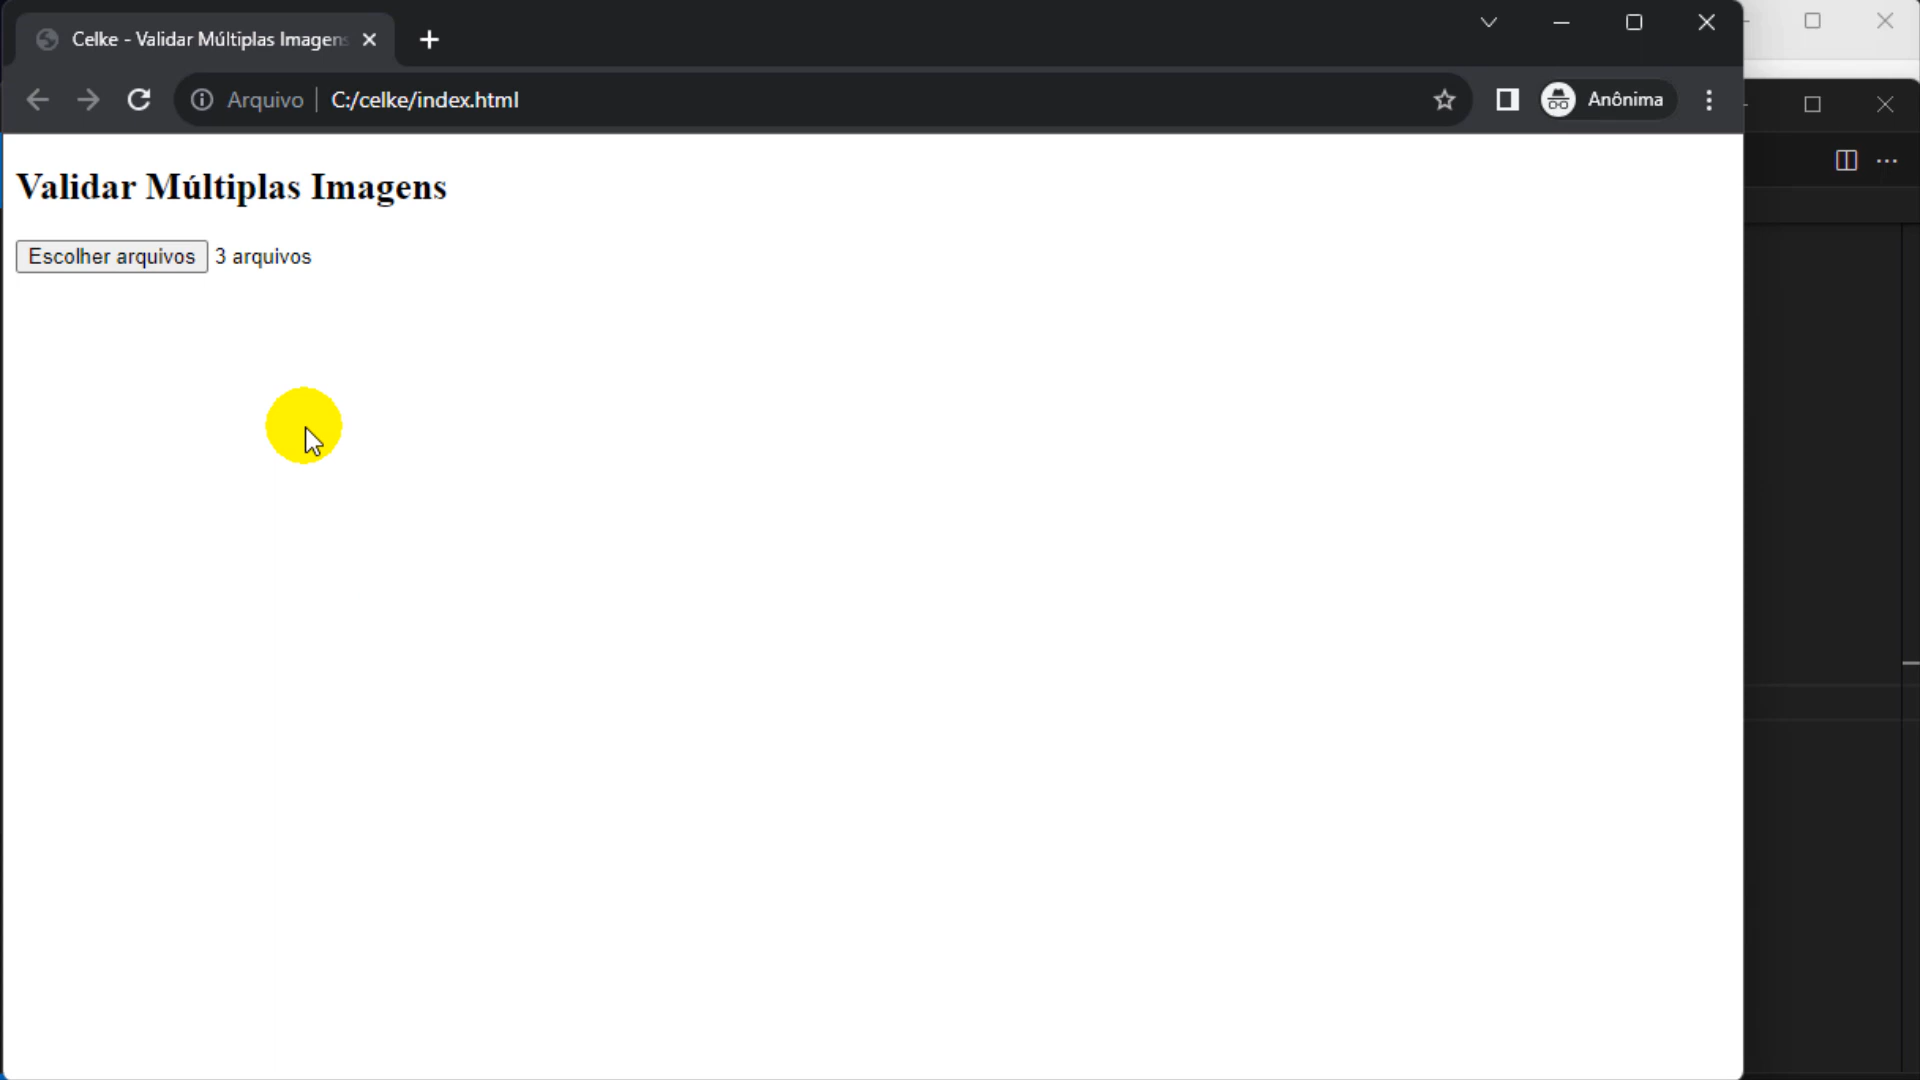 Celke - Validar Múltiplas Imagens
Arquivo
C:/celke/index.html
Anônima
Validar Múltiplas Imagens
Escolher arquivos
3 arquivos